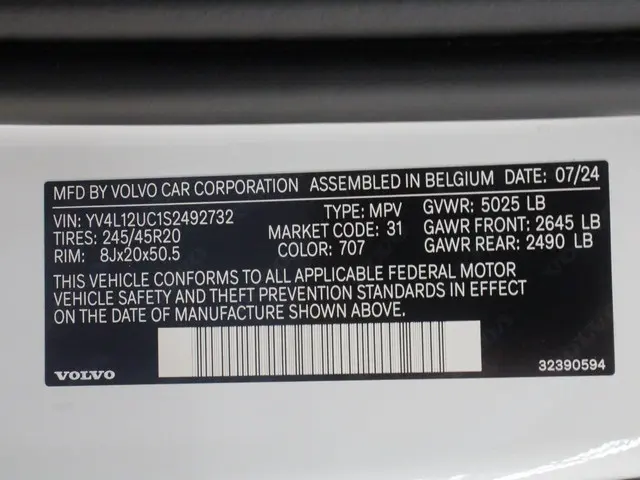 MFD BY VOLVO CAR CORPORATION ASSEMBLED IN BELGIUM DATE: 07/24
VIN: YV4L12UC1S2492732 TYPE: MPV GVWR: 5025 LB
TIRES: 245/45R20 MARKET CODE: 31 GAWR FRONT: 2645 LB
RIM: 8Jx20x50.5 COLOR: 707 GAWR REAR: 2490 LB
THIS VEHICLE CONFORMS TO ALL APPLICABLE FEDERAL MOTOR
VEHICLE SAFETY AND THEFT PREVENTION STANDARDS IN EFFECT
ON THE DATE OF MANUFACTURE SHOWN ABOVE.
VOLVO 32390594